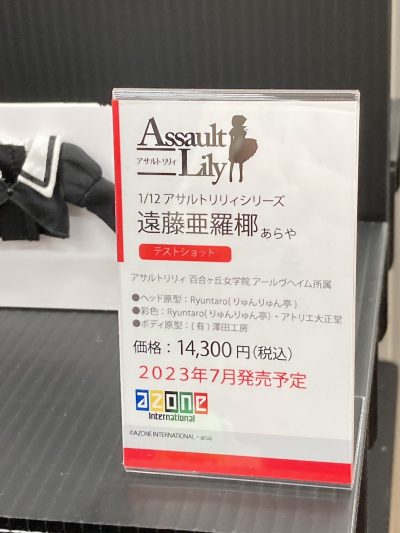 Assault
アサルトリリィ
Lily
1/12 アサルトリリィシリーズ
遠藤亜羅椰 あらや
テストショット
アサルトリリィ 百合ヶ丘女学院 アールヴヘイム所属
●ヘッド原型：Ryuntaro(りゅんりゅん亭)
●彩色：Ryuntaro(りゅんりゅん亭)・アトリエ大正堂
●ボディ原型：(有)澤田工房
価格：14,300円(税込)
2023年7月発売予定
azone
international
©AZONE INTERNATIONAL・acus